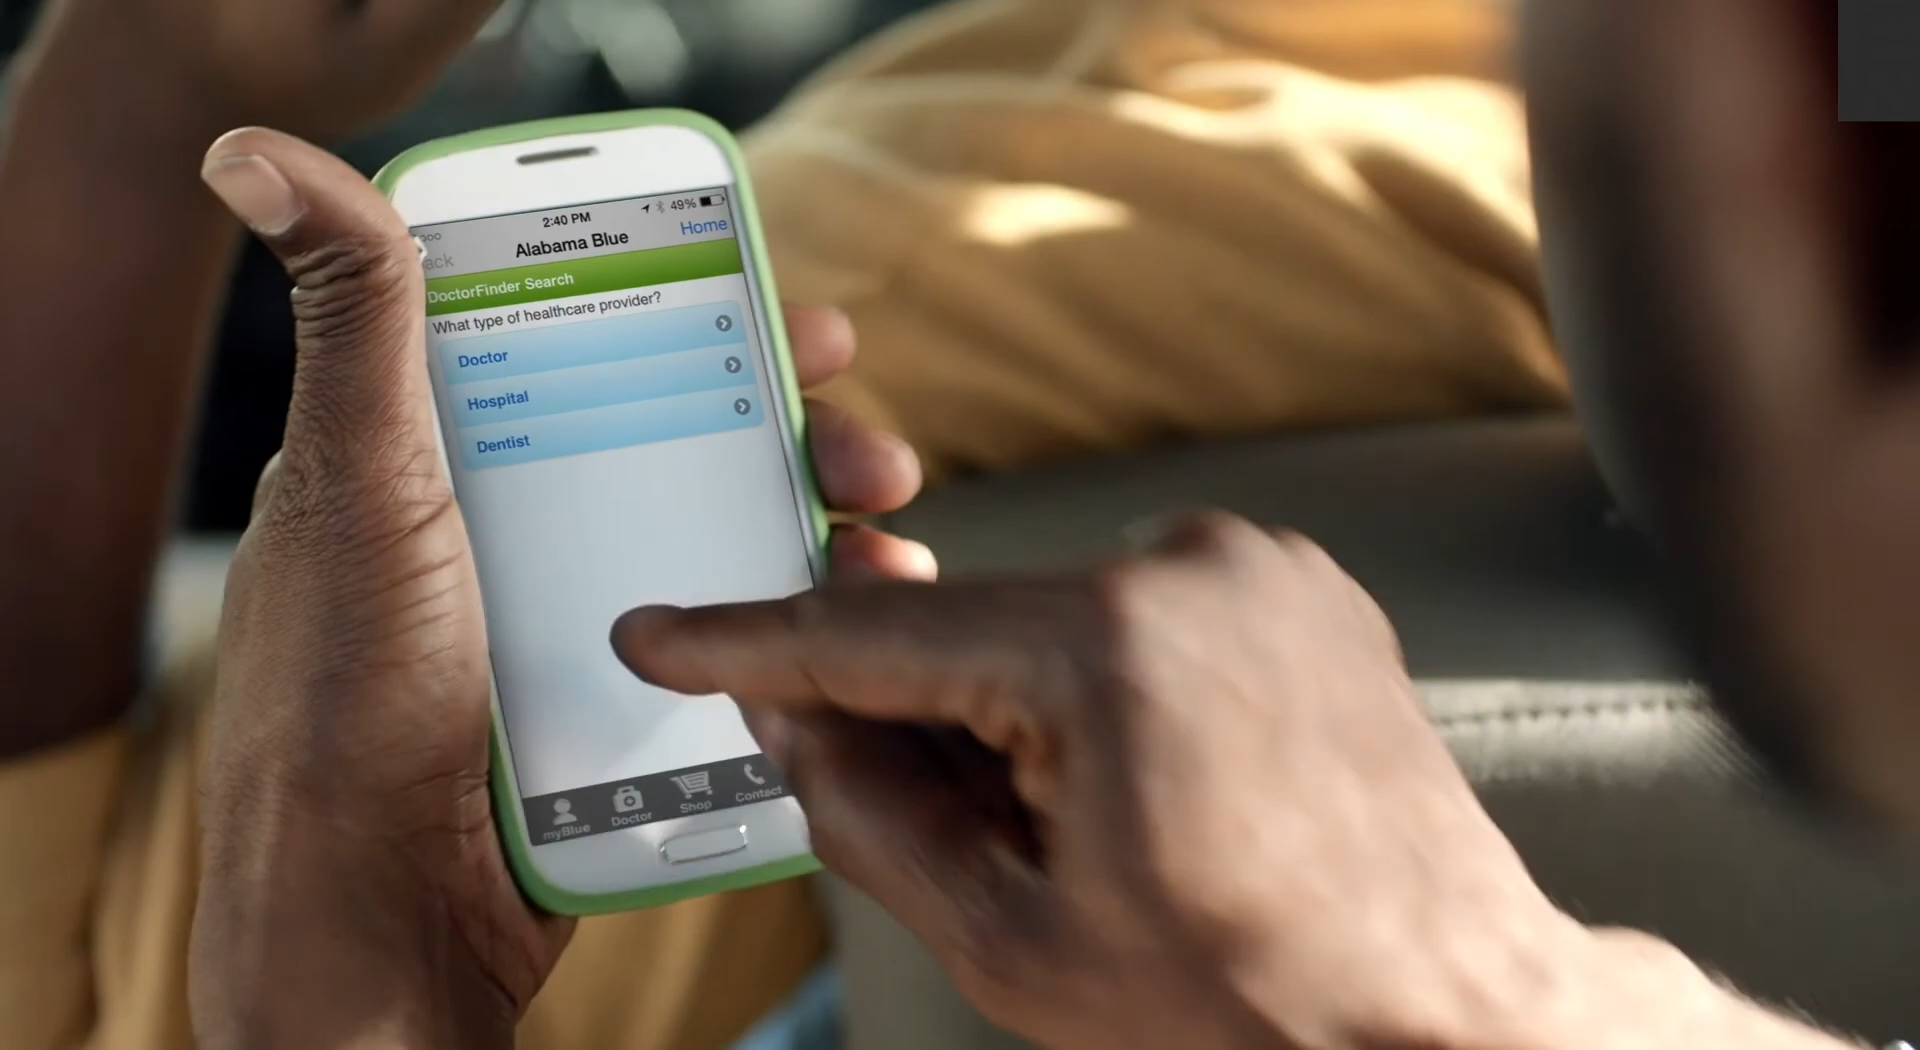 2:40 PM
49%
ack
Alabama Blue
Home
DoctorFinder Search
What type of healthcare provider?
Doctor
Hospital
Dentist
myBlue
Doctor
Shop
Contact